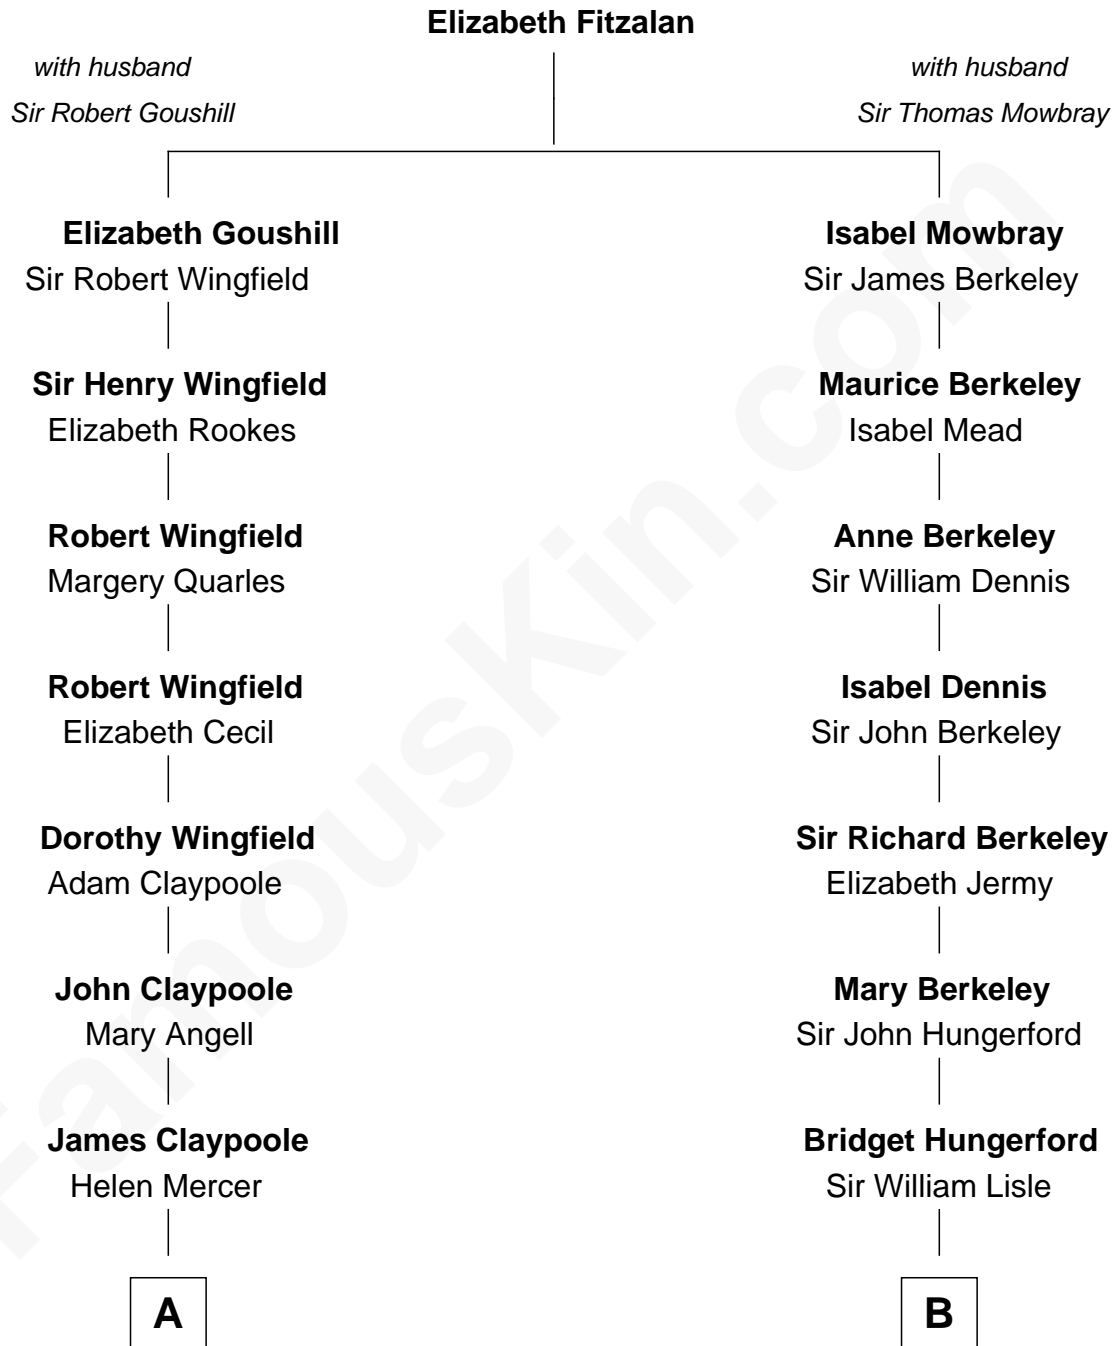 Elizabeth Fitzalan
with husband
Sir Robert Goushill
with husband
Sir Thomas Mowbray
Elizabeth Goushill
Sir Robert Wingfield
Isabel Mowbray
Sir James Berkeley
Sir Henry Wingfield
Elizabeth Rookes
Maurice Berkeley
Isabel Mead
Robert Wingfield
Margery Quarles
Anne Berkeley
Sir William Dennis
Robert Wingfield
Elizabeth Cecil
Isabel Dennis
Sir John Berkeley
Dorothy Wingfield
Adam Claypoole
Sir Richard Berkeley
Elizabeth Jermy
John Claypoole
Mary Angell
Mary Berkeley
Sir John Hungerford
James Claypoole
Helen Mercer
Bridget Hungerford
Sir William Lisle
A
B
FamousKin.com